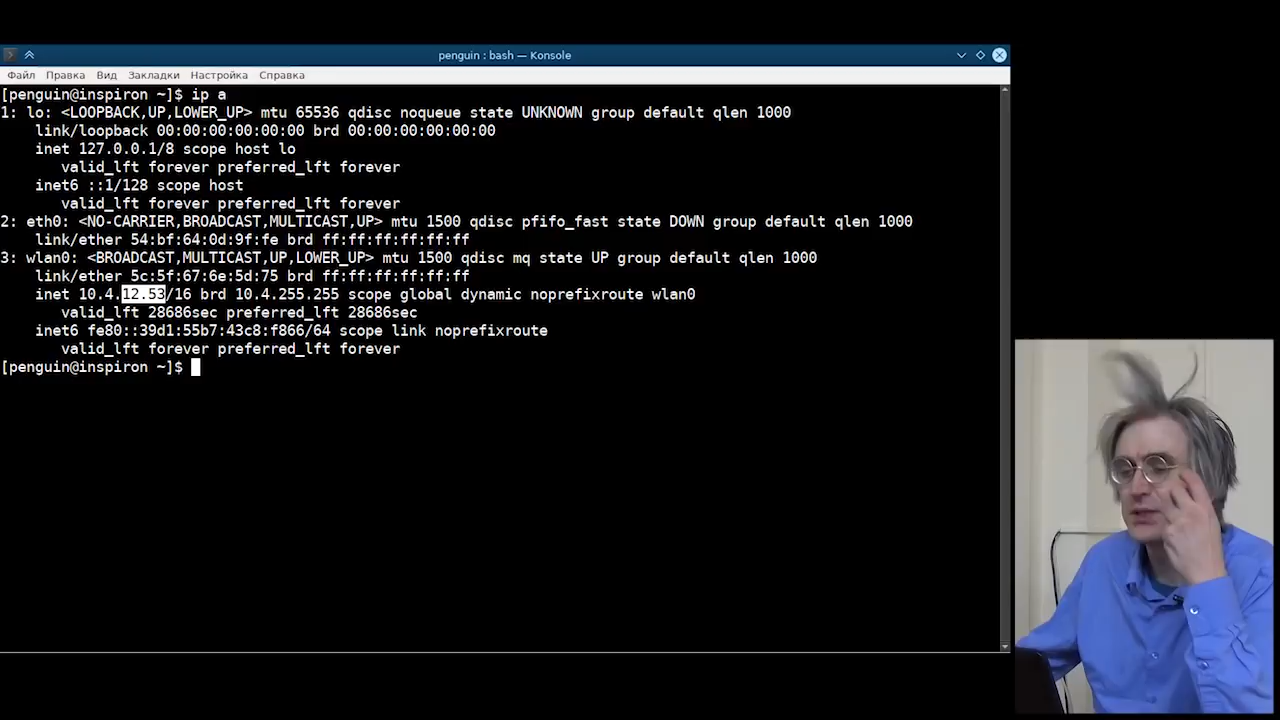 penguin : bash — Konsole
Файл Правка Вид Закладки Настройка Справка
[penguin@inspiron ~]$ ip a
1: lo: <LOOPBACK,UP,LOWER_UP> mtu 65536 qdisc noqueue state UNKNOWN group default qlen 1000
link/loopback 00:00:00:00:00:00 brd 00:00:00:00:00:00
inet 127.0.0.1/8 scope host lo
valid_lft forever preferred_lft forever
inet6 ::1/128 scope host
valid_lft forever preferred_lft forever
2: eth0: <NO-CARRIER,BROADCAST,MULTICAST,UP> mtu 1500 qdisc pfifo_fast state DOWN group default qlen 1000
link/ether 54:bf:64:0d:9f:fe brd ff:ff:ff:ff:ff:ff
3: wlan0: <BROADCAST,MULTICAST,UP,LOWER_UP> mtu 1500 qdisc mq state UP group default qlen 1000
link/ether 5c:5f:67:6e:5d:75 brd ff:ff:ff:ff:ff:ff
inet 10.4.12.53/16 brd 10.4.255.255 scope global dynamic noprefixroute wlan0
valid_lft 28686sec preferred_lft 28686sec
inet6 fe80::39d1:55b7:43c8:f866/64 scope link noprefixroute
valid_lft forever preferred_lft forever
[penguin@inspiron ~]$